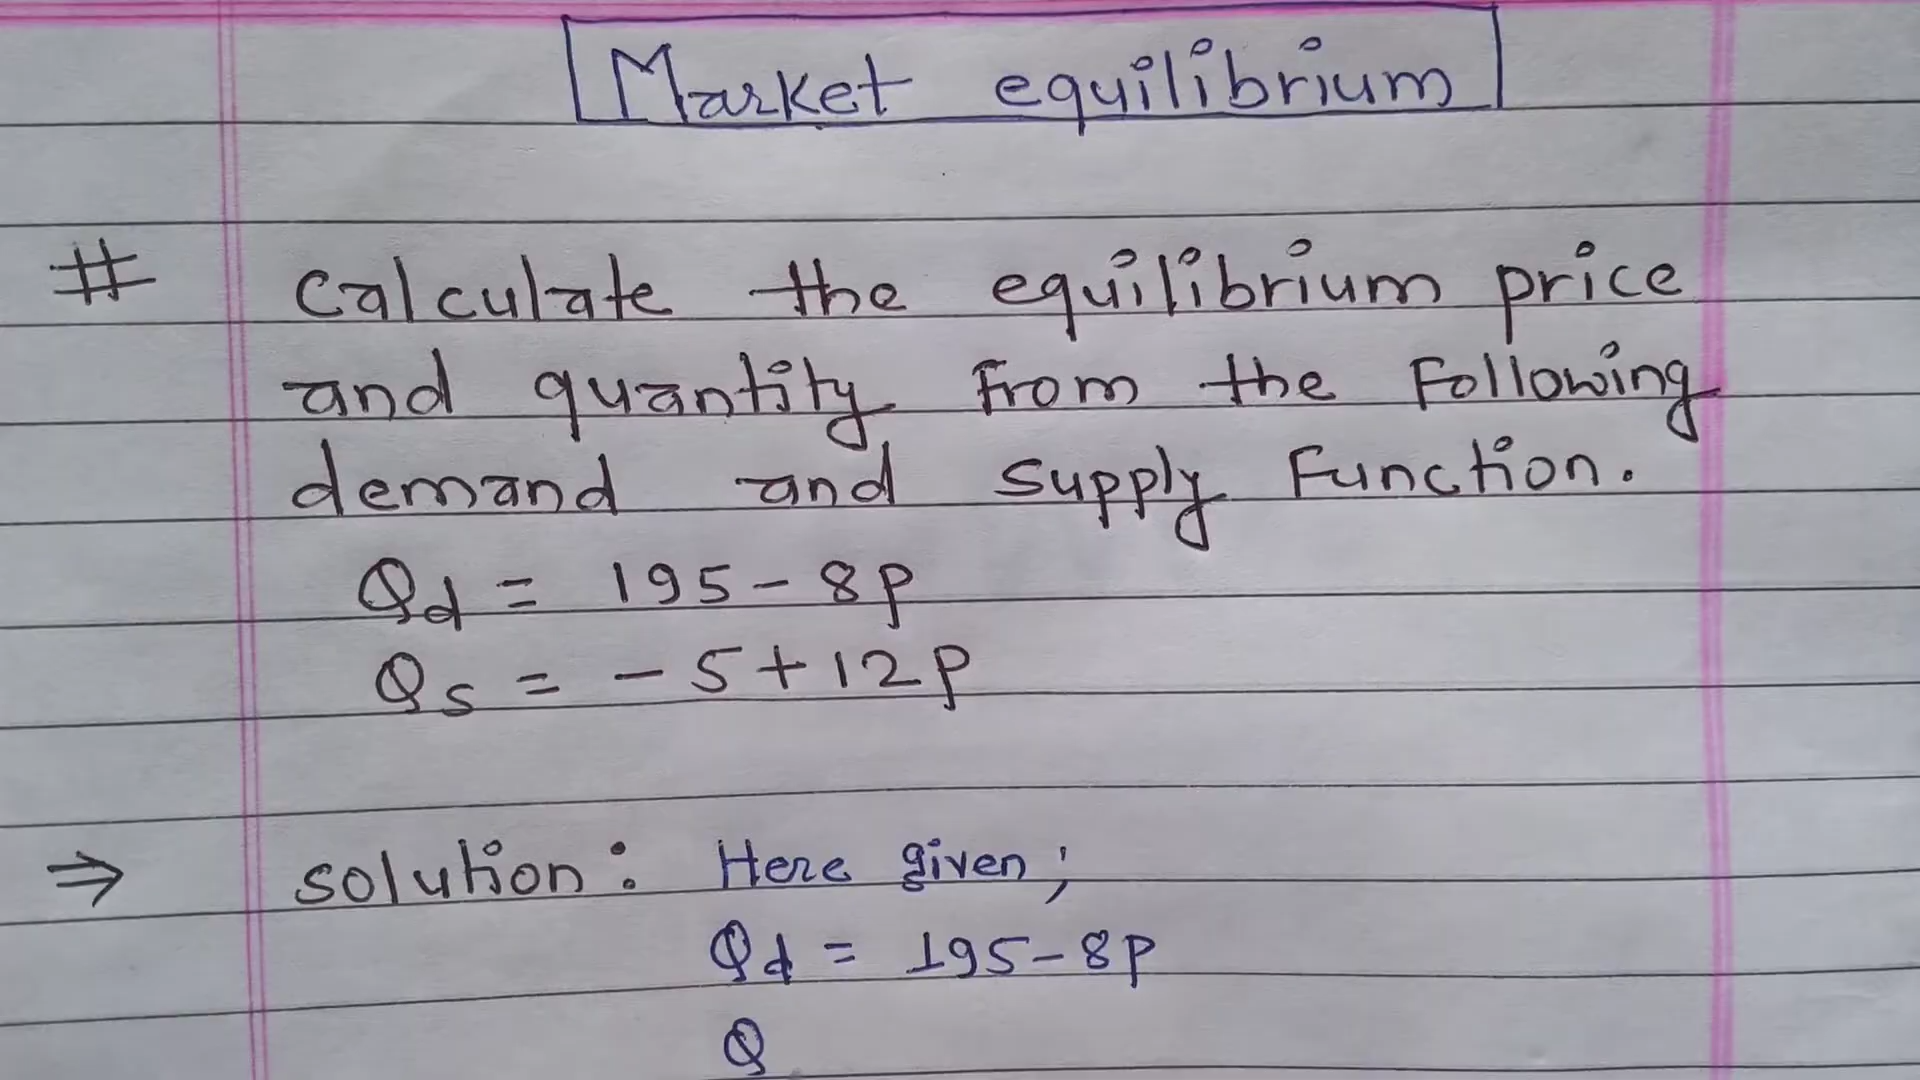 Market equilibrium
# Calculate the equilibrium price
and quantity From the Following
demand and supply Function.
Qd = 195 - 8p
Qs = - 5 + 12p
⇒ solution: Here given;
Qd = 195 - 8p
Q